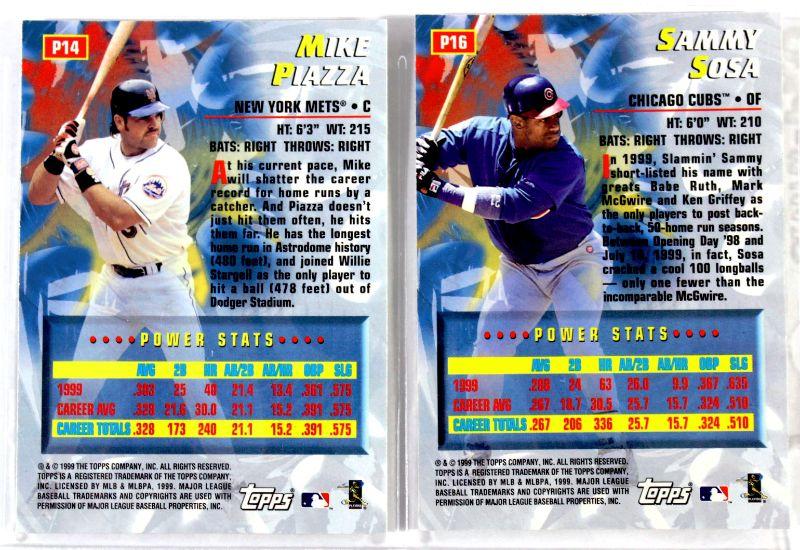 P14
MIKE
PIAZZA
NEW YORK METS® • C
HT: 6'3" WT: 215
BATS: RIGHT THROWS: RIGHT
At his current pace, Mike
will shatter the career
record for home runs by a
catcher. And Piazza doesn't
just hit them often, he hits
them far. He has the longest
home run in Astrodome history
(480 feet), and joined Willie
Stargell as the only player to
hit a ball (478 feet) out of
Dodger Stadium.
• • • • POWER STATS • • • •
AVG 2B HR AB/2B AB/HR OBP SLG
1999 .303 25 40 21.4 13.4 .361 .575
CAREER AVG .328 21.6 30.0 21.1 15.2 .391 .575
CAREER TOTALS .328 173 240 21.1 15.2 .391 .575
® & © 1999 THE TOPPS COMPANY, INC. ALL RIGHTS RESERVED.
TOPPS IS A REGISTERED TRADEMARK OF THE TOPPS COMPANY,
INC. LICENSED BY MLB & MLBPA, 1999. MAJOR LEAGUE
BASEBALL TRADEMARKS AND COPYRIGHTS ARE USED WITH
PERMISSION OF MAJOR LEAGUE BASEBALL PROPERTIES, INC.
Topps
P16
SAMMY
SOSA
CHICAGO CUBS™ • OF
HT: 6'0" WT: 210
BATS: RIGHT THROWS: RIGHT
In 1999, Slammin' Sammy
short-listed his name with
greats Babe Ruth, Mark
McGwire and Ken Griffey as
the only players to post back-
to-back, 50-home run seasons.
Between Opening Day '98 and
July 18, 1999, in fact, Sosa
cracked a cool 100 longballs
— only one fewer than the
incomparable McGwire.
• • • • POWER STATS • • • •
AVG 2B HR AB/2B AB/HR OBP SLG
1999 .288 24 63 26.0 9.9 .367 .635
CAREER AVG .267 18.7 30.5 25.7 15.7 .324 .510
CAREER TOTALS .267 206 336 25.7 15.7 .324 .510
® & © 1999 THE TOPPS COMPANY, INC. ALL RIGHTS RESERVED.
TOPPS IS A REGISTERED TRADEMARK OF THE TOPPS COMPANY,
INC. LICENSED BY MLB & MLBPA, 1999. MAJOR LEAGUE
BASEBALL TRADEMARKS AND COPYRIGHTS ARE USED WITH
PERMISSION OF MAJOR LEAGUE BASEBALL PROPERTIES, INC.
Topps